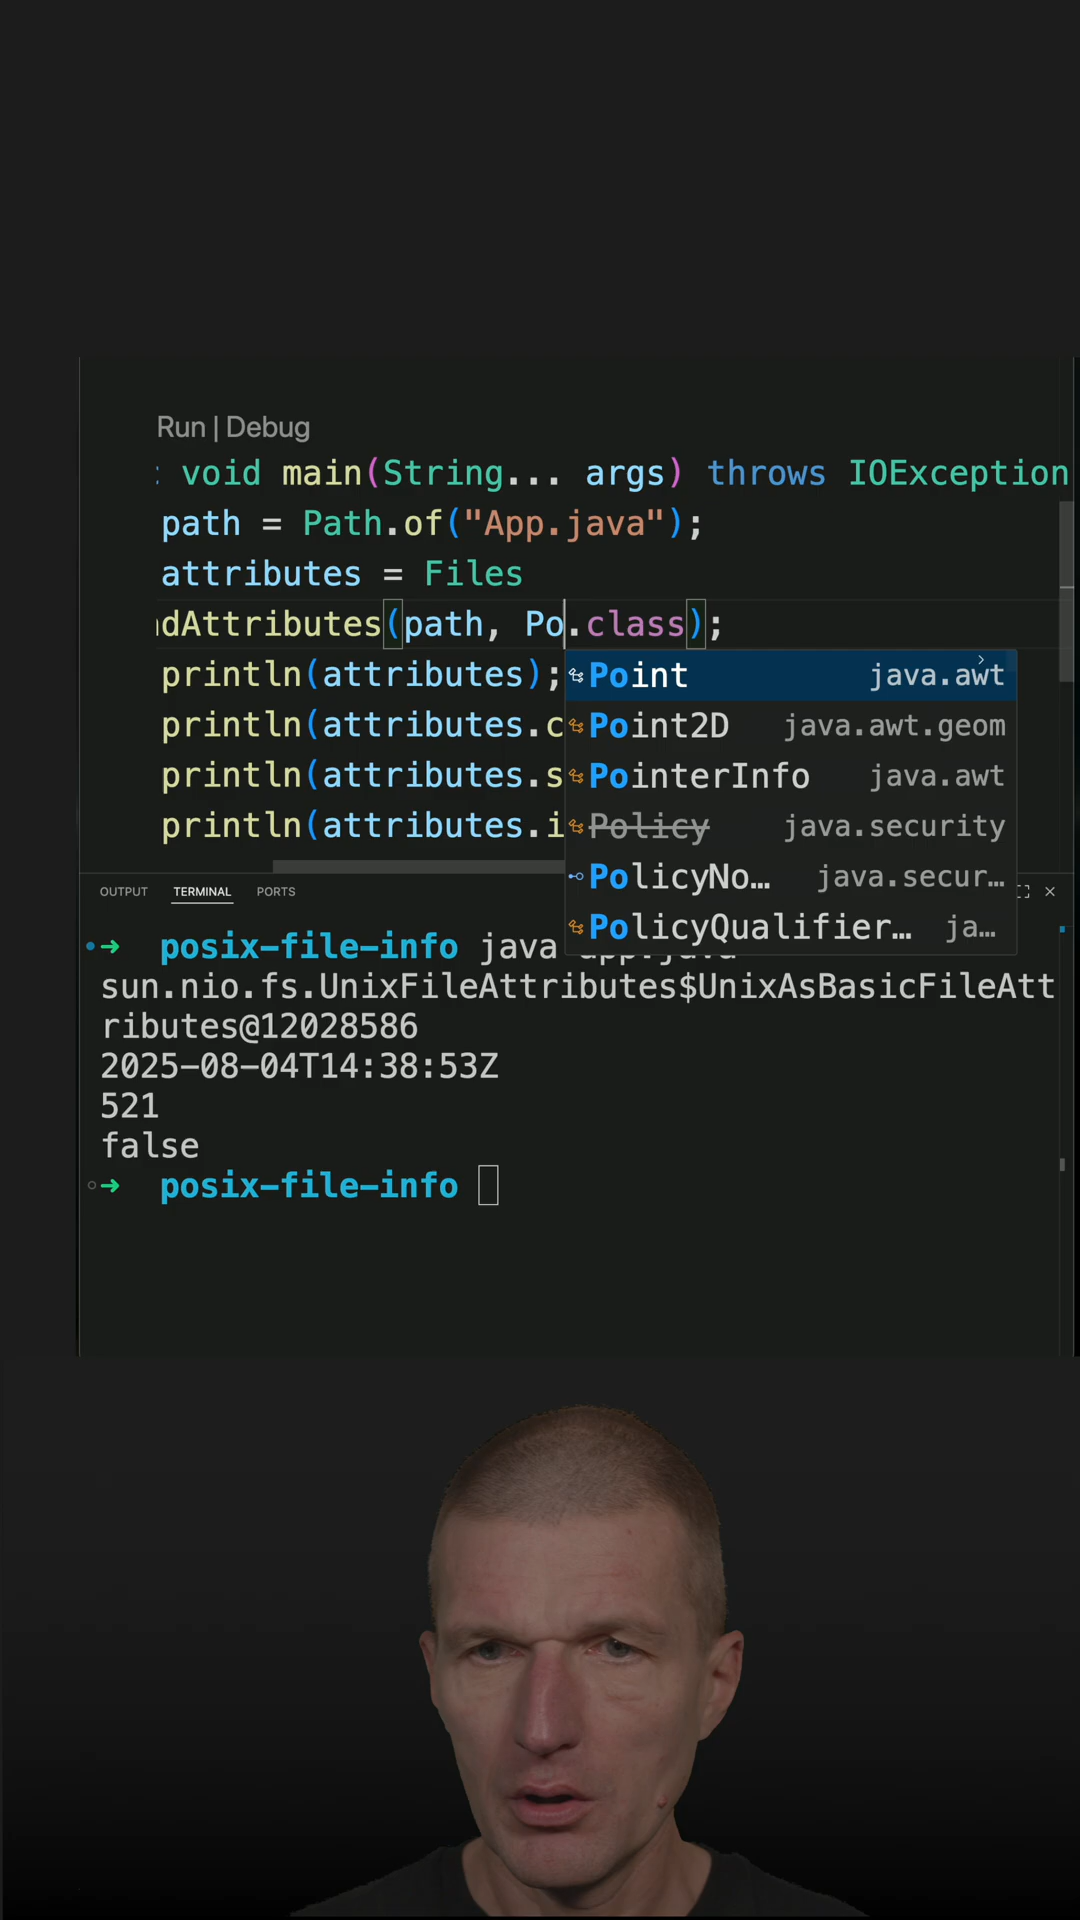 Run | Debug
void main(String... args) throws IOException
path = Path.of("App.java");
attributes = Files
dAttributes(path, Po.class);
println(attributes);
println(attributes.c
println(attributes.s
println(attributes.i
Point java.awt
Point2D java.awt.geom
PointerInfo java.awt
Policy java.security
PolicyNo... java.secur...
PolicyQualifier... ja...
OUTPUT TERMINAL PORTS
posix-file-info java
sun.nio.fs.UnixFileAttributes$UnixAsBasicFileAtt
ributes@12028586
2025-08-04T14:38:53Z
521
false
posix-file-info